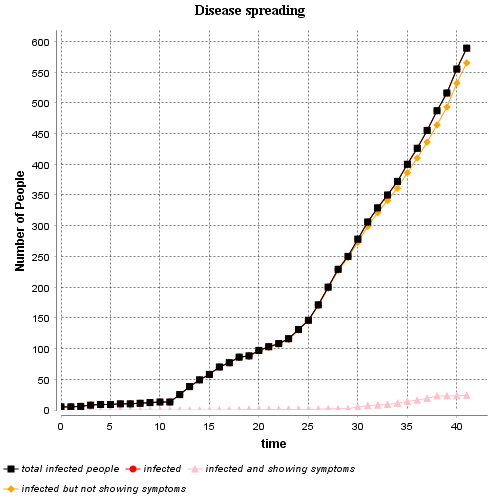 Disease spreading
600
550
500
450
400
350
300
250
200
150
100
50
0
Number of People
0 5 10 15 20 25 30 35 40
time
total infected people infected infected and showing symptoms
infected but not showing symptoms